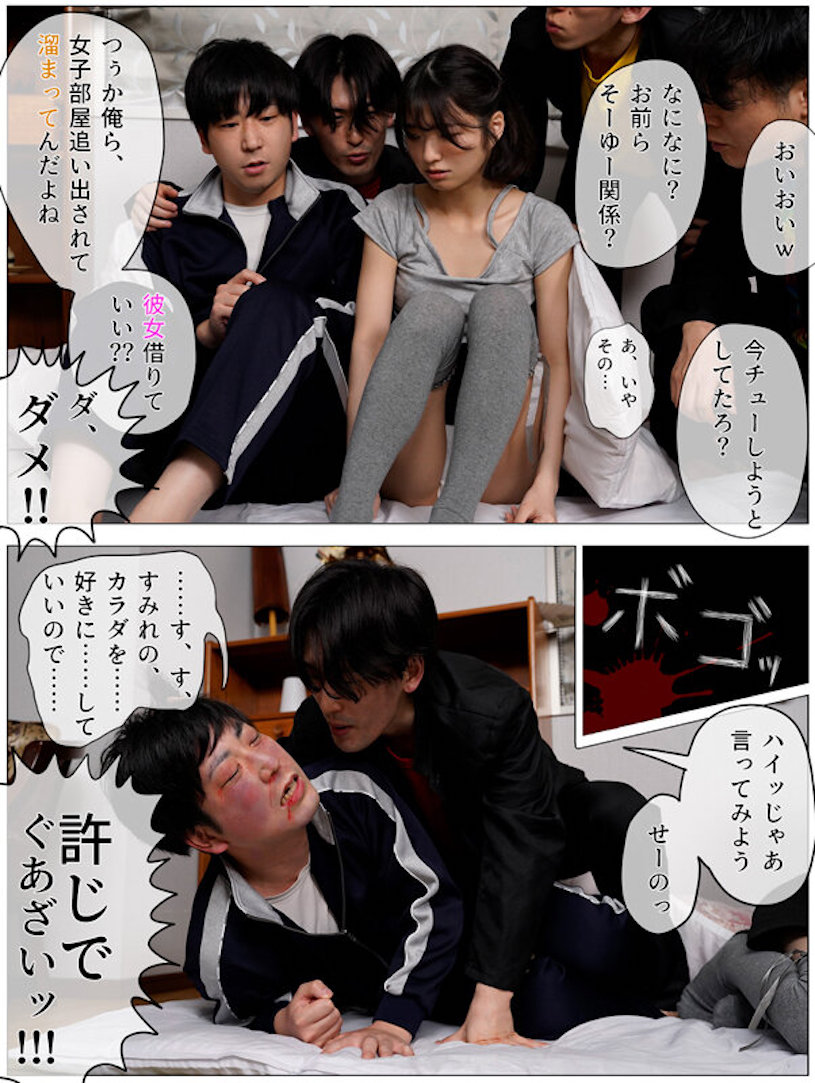 おいおいw
なになに?
お前ら
そーゆー関係?
今チューしようと
してたろ?
あ、いや
その…
つぅか俺ら、
女子部屋追い出されて
溜まってんだよね
彼女借りて
いい??
ダ、
ダメ!!
ボゴッ
ハイッじゃあ
言ってみよう
せーのっ
……す、す、
すみれの、
カラダを……
好きに……して
いいので……
許じで
ぐあざいッ!!!